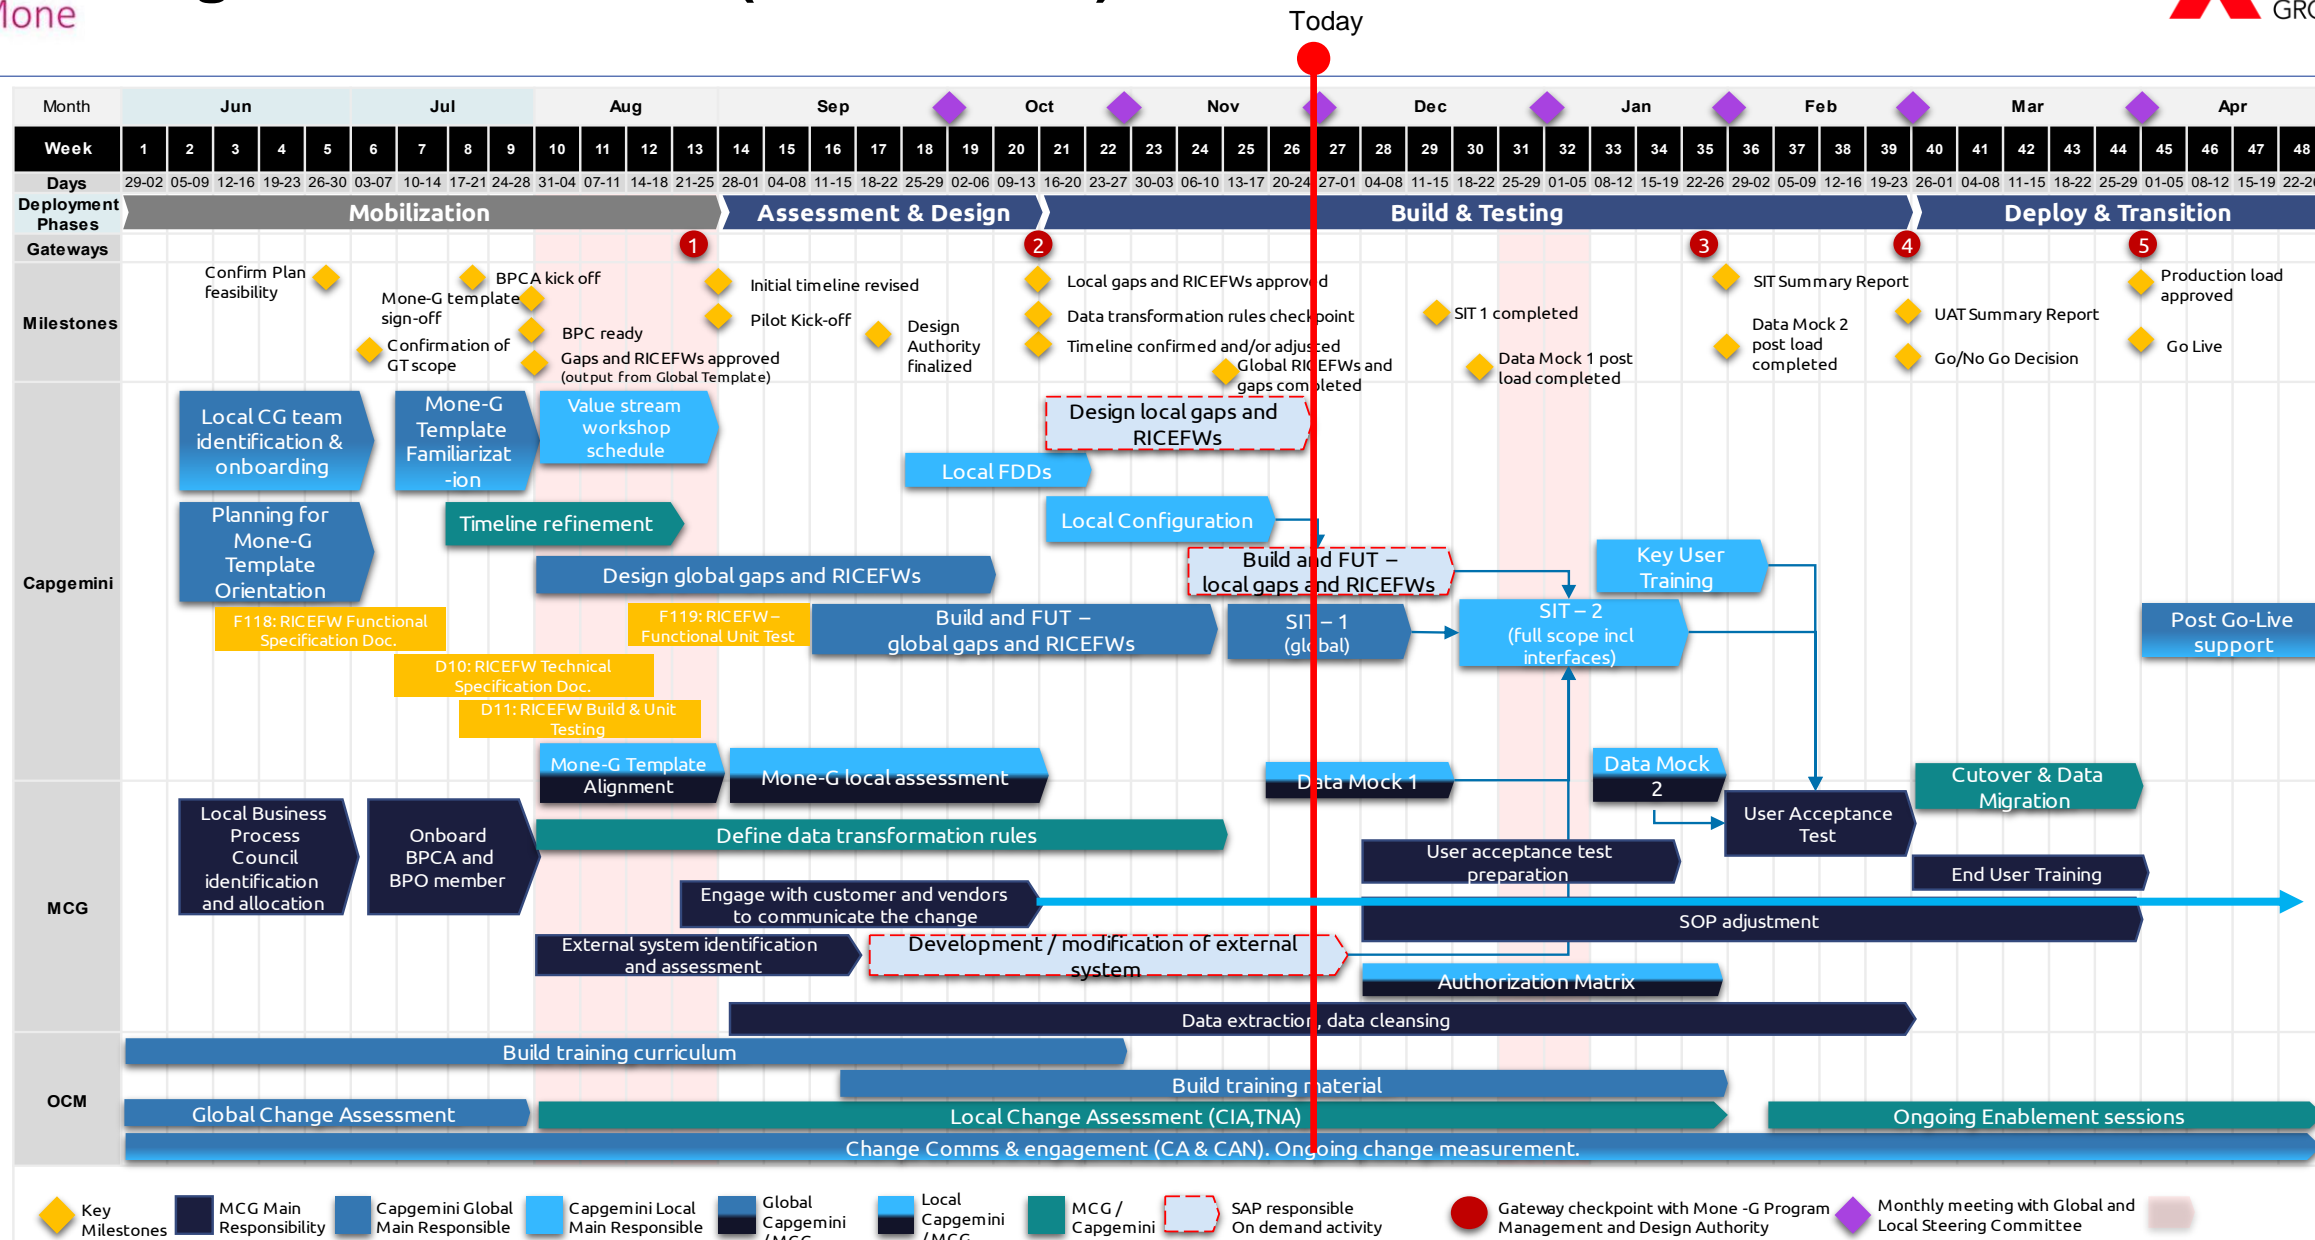 Mone
Today
GRO
Month Jun Jul Aug Sep Oct Nov Dec Jan Feb Mar Apr
Week 1 2 3 4 5 6 7 8 9 10 11 12 13 14 15 16 17 18 19 20 21 22 23 24 25 26 27 28 29 30 31 32 33 34 35 36 37 38 39 40 41 42 43 44 45 46 47 48
Days 29-02 05-09 12-16 19-23 26-30 03-07 10-14 17-21 24-28 31-04 07-11 14-18 21-25 28-01 04-08 11-15 18-22 25-29 02-06 09-13 16-20 23-27 30-03 06-10 13-17 20-24 27-01 04-08 11-15 18-22 25-29 01-05 08-12 15-19 22-26 29-02 05-09 12-16 19-23 26-01 04-08 11-15 18-22 25-29 01-05 08-12 15-19 22-26
Deployment
Phases
Mobilization
Assessment & Design
Build & Testing
Deploy & Transition
Gateways
1 2 3 4 5
Milestones
Confirm Plan
feasibility
BPCA kick off
Mone-G template
sign-off
BPC ready
Confirmation of
GT scope
Gaps and RICEFWs approved
(output from Global Template)
Initial timeline revised
Pilot Kick-off
Design
Authority
finalized
Local gaps and RICEFWs approved
Data transformation rules checkpoint
Timeline confirmed and/or adjusted
Global RICEFWs and
gaps completed
SIT 1 completed
Data Mock 1 post
load completed
SIT Summary Report
Data Mock 2
post load
completed
UAT Summary Report
Go/No Go Decision
Production load
approved
Go Live
Capgemini
Local CG team
identification &
onboarding
Mone-G
Template
Familiarizat
-ion
Value stream
workshop
schedule
Design local gaps and
RICEFWs
Local FDDs
Planning for
Mone-G
Template
Orientation
Timeline refinement
Local Configuration
Design global gaps and RICEFWs
Build and FUT –
local gaps and RICEFWs
Key User
Training
F118: RICEFW Functional
Specification Doc.
F119: RICEFW –
Functional Unit Test
Build and FUT –
global gaps and RICEFWs
SIT – 1
(global)
SIT – 2
(full scope incl
interfaces)
Post Go-Live
support
D10: RICEFW Technical
Specification Doc.
D11: RICEFW Build & Unit
Testing
Mone-G Template
Alignment
Mone-G local assessment
Data Mock 1
Data Mock
2
Cutover & Data
Migration
MCG
Local Business
Process
Council
identification
and allocation
Onboard
BPCA and
BPO member
Define data transformation rules
User Acceptance
Test
User acceptance test
preparation
End User Training
Engage with customer and vendors
to communicate the change
SOP adjustment
External system identification
and assessment
Development / modification of external
system
Authorization Matrix
Data extraction, data cleansing
OCM
Build training curriculum
Build training material
Global Change Assessment
Local Change Assessment (CIA,TNA)
Ongoing Enablement sessions
Change Comms & engagement (CA & CAN). Ongoing change measurement.
Key
Milestones
MCG Main
Responsibility
Capgemini Global
Main Responsible
Capgemini Local
Main Responsible
Global
Capgemini
/ MCG
Local
Capgemini
/ MCG
MCG /
Capgemini
SAP responsible
On demand activity
Gateway checkpoint with Mone -G Program
Management and Design Authority
Monthly meeting with Global and
Local Steering Committee